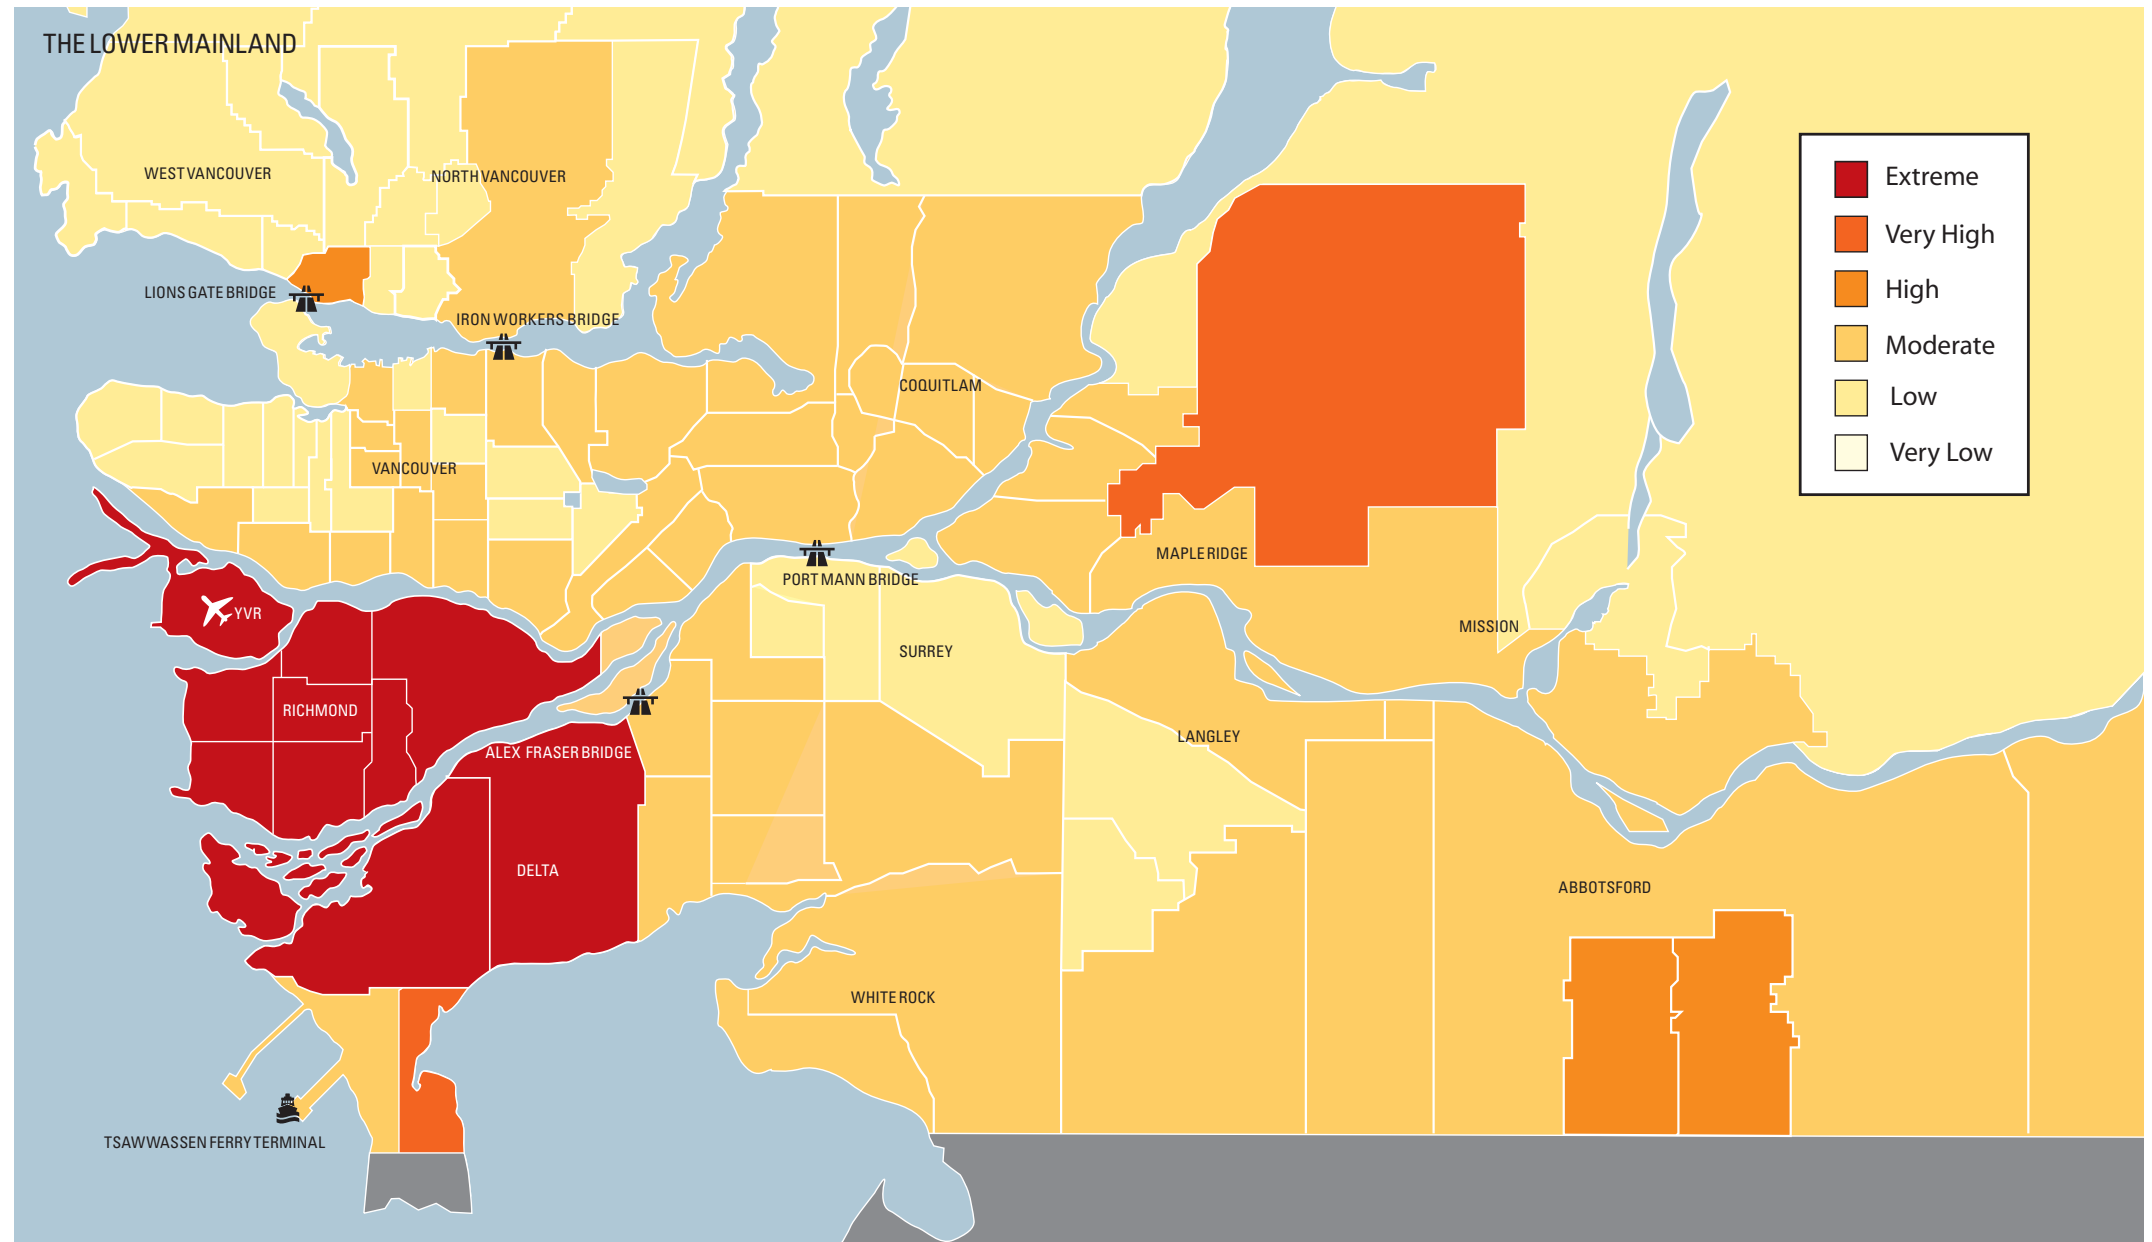 THE LOWER MAINLAND
Extreme
Very High
High
Moderate
Low
Very Low
WEST VANCOUVER
NORTH VANCOUVER
LIONS GATE BRIDGE
IRON WORKERS BRIDGE
COQUITLAM
VANCOUVER
MAPLE RIDGE
PORT MANN BRIDGE
YVR
MISSION
SURREY
RICHMOND
LANGLEY
ALEX FRASER BRIDGE
DELTA
ABBOTSFORD
WHITE ROCK
TSAWWASSEN FERRY TERMINAL